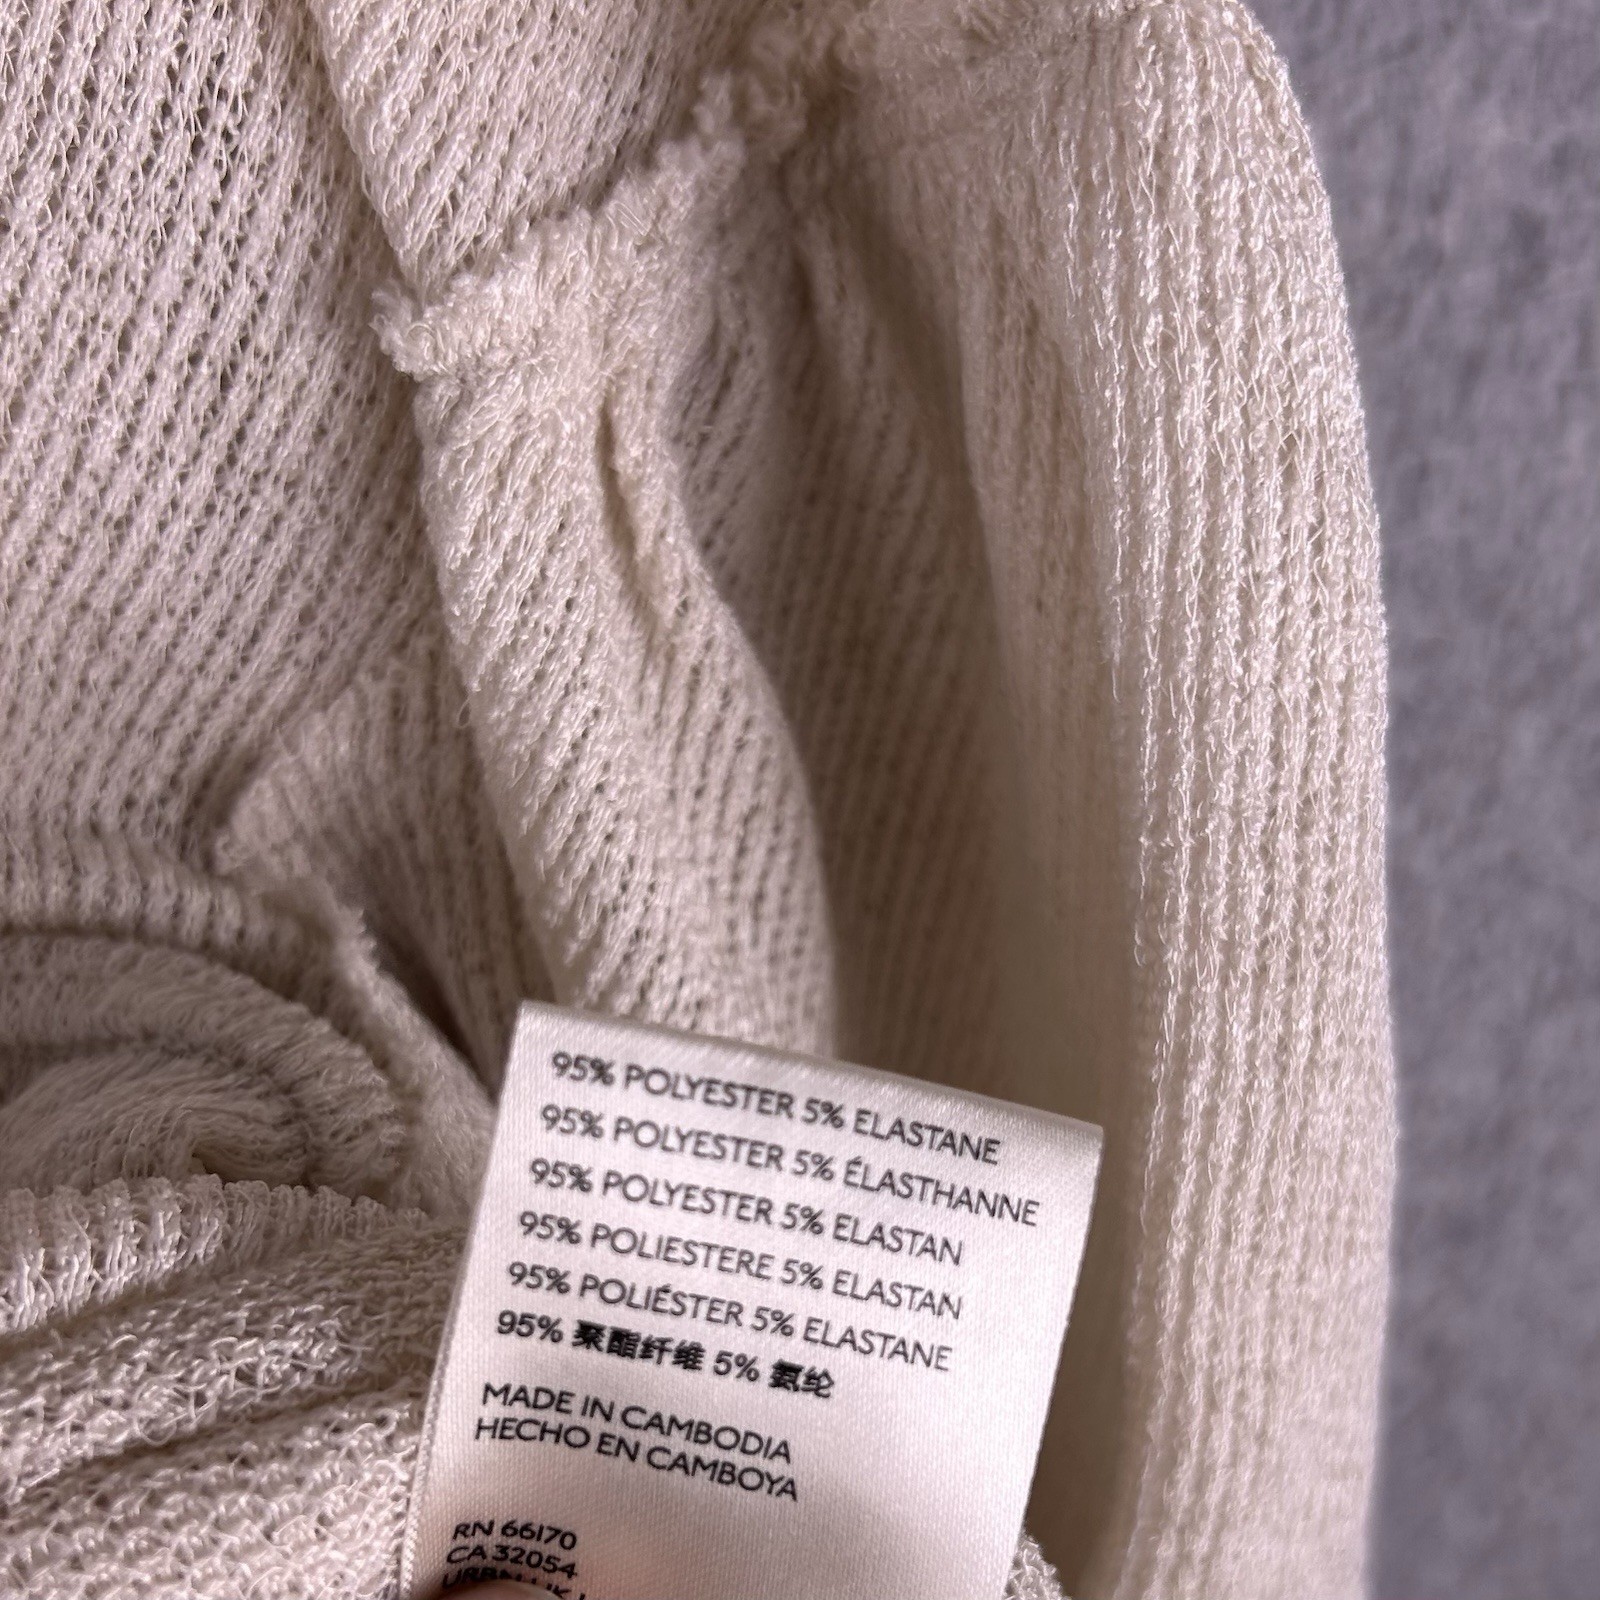 95% POLYESTER 5% ELASTANE
95% POLYESTER 5% ÉLASTHANNE
95% POLYESTER 5% ELASTAN
95% POLIESTERE 5% ELASTAN
95% POLIÉSTER 5% ELASTANE
95% 聚酯纤维 5% 氨纶
MADE IN CAMBODIA
HECHO EN CAMBOYA
RN 66170
CA 32054
URBN UK